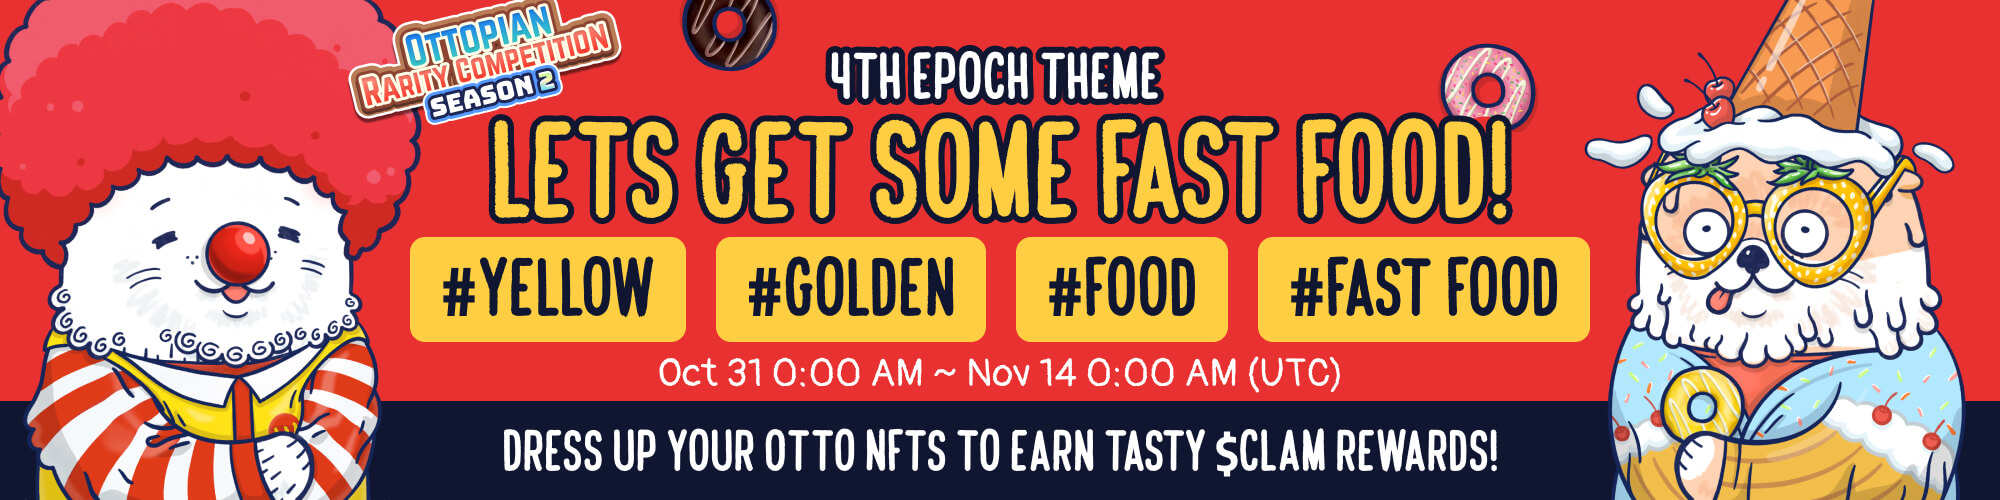 OTTOPIAN
RARITY COMPETITION
SEASON 2
4TH EPOCH THEME
LETS GET SOME FAST FOOD!
#YELLOW #GOLDEN #FOOD #FAST FOOD
Oct 31 0:00 AM ~ Nov 14 0:00 AM (UTC)
DRESS UP YOUR OTTO NFTS TO EARN TASTY $CLAM REWARDS!